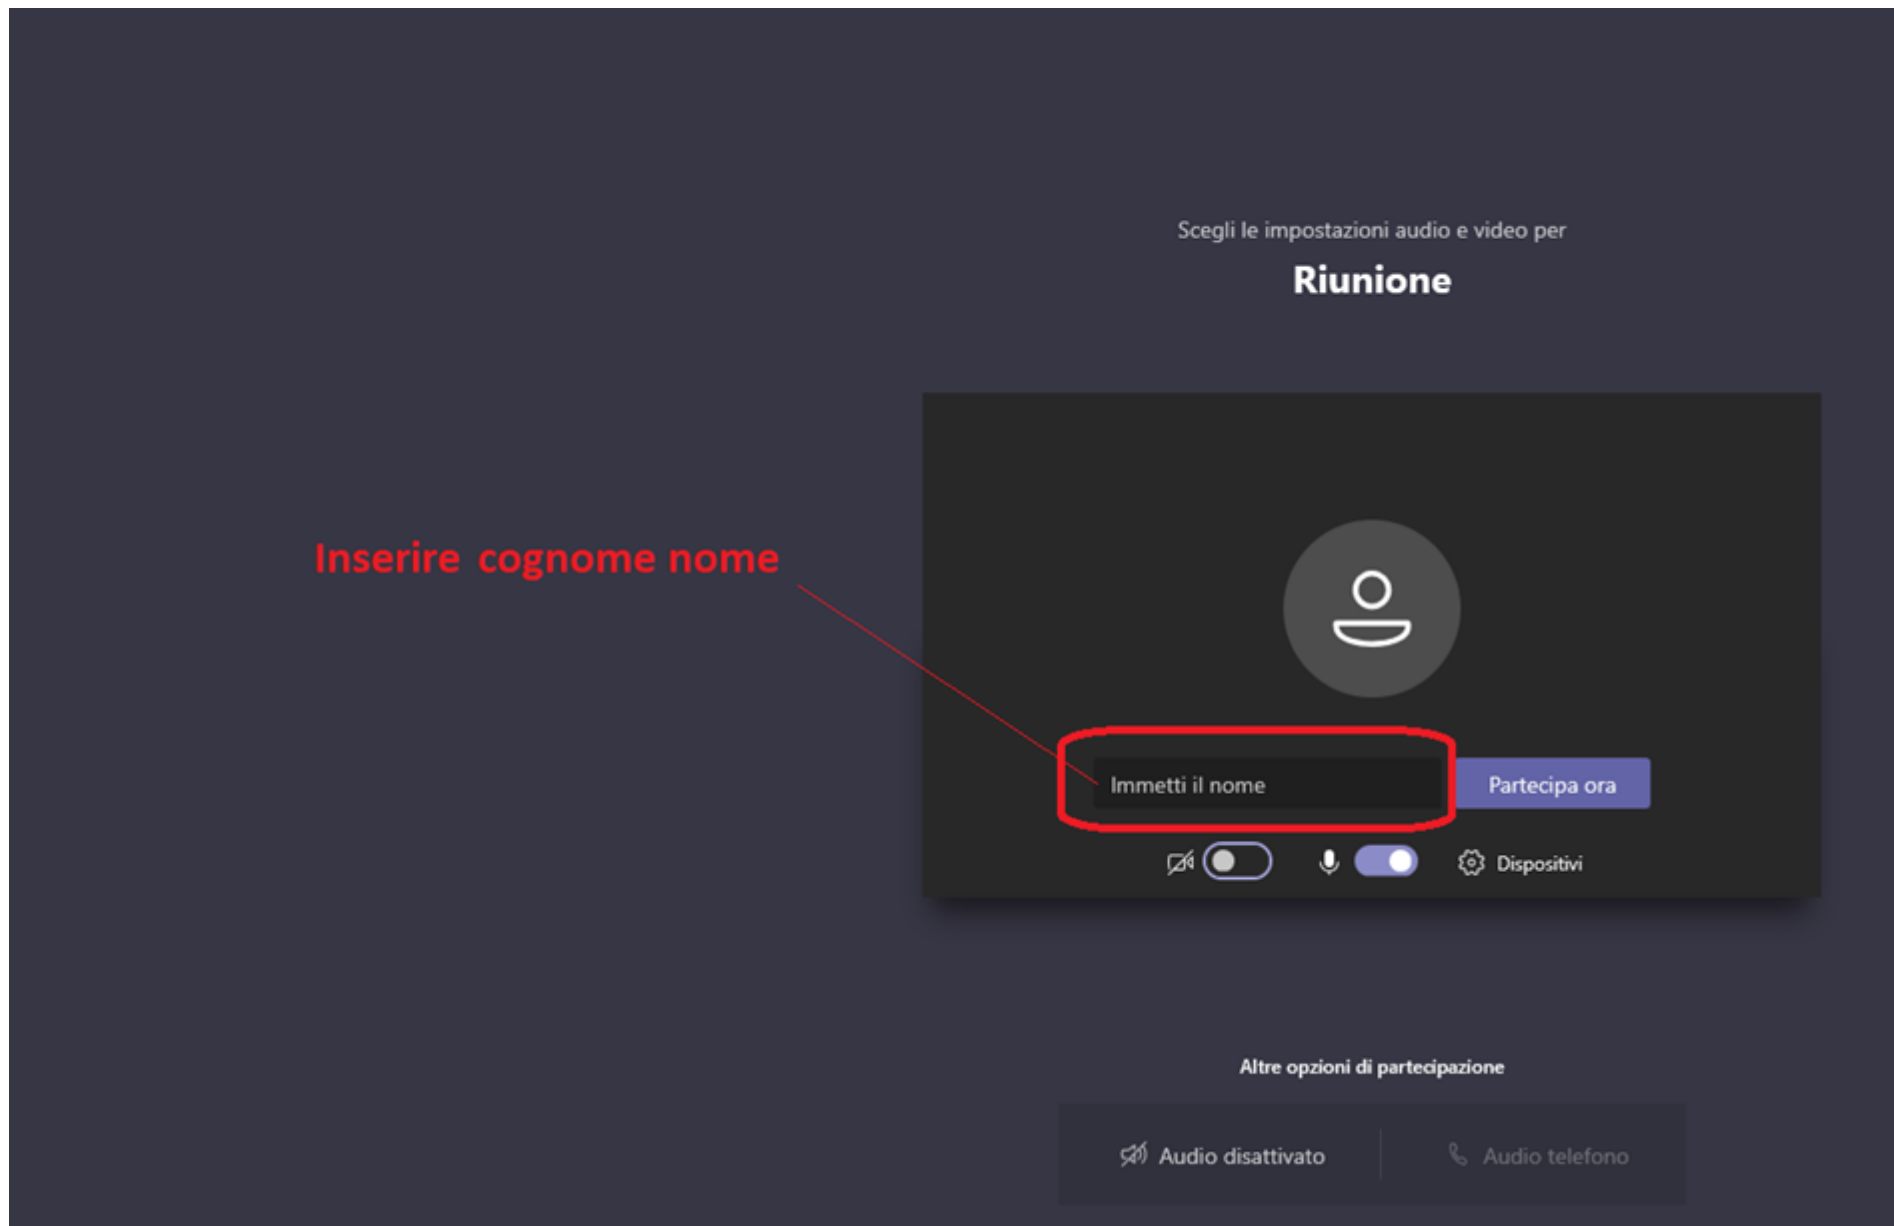 Scegli le impostazioni audio e video per
Riunione
Inserire cognome nome
Immetti il nome
Partecipa ora
Dispositivi
Altre opzioni di partecipazione
Audio disattivato
Audio telefono